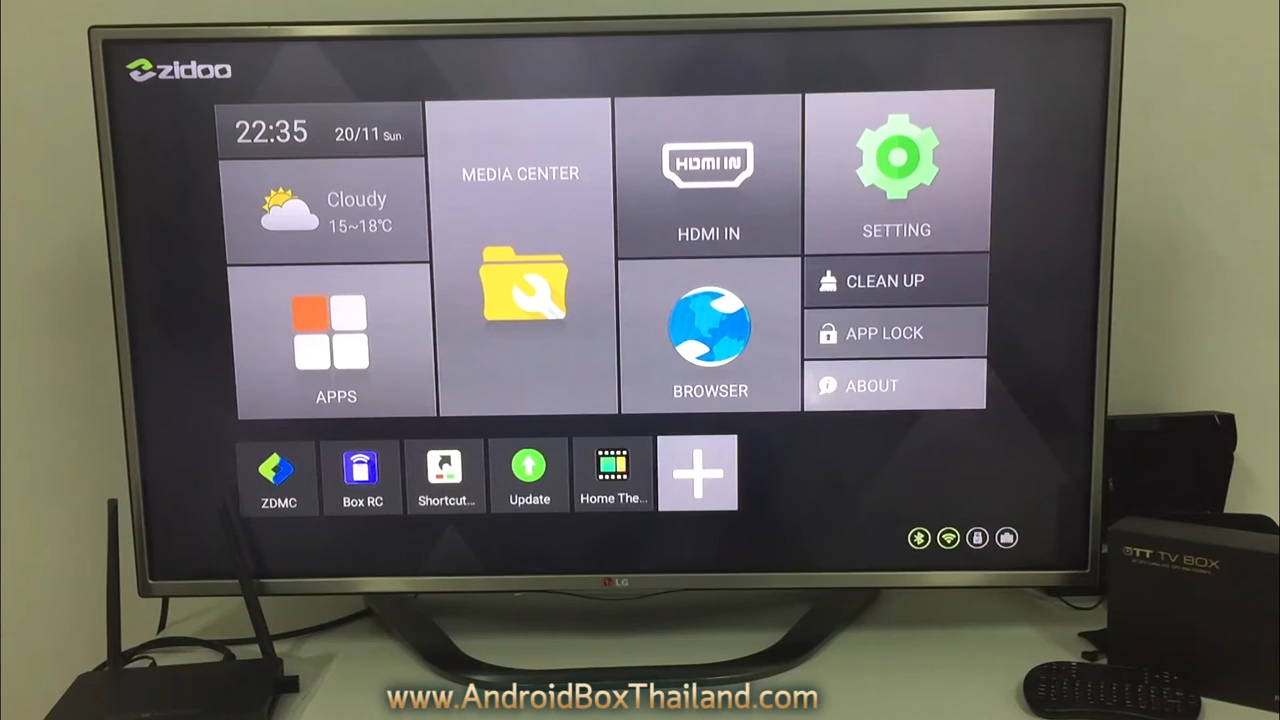 zidoo
22:35 20/11 Sun.
Cloudy
15~18℃
APPS
MEDIA CENTER
HDMI IN
HDMI IN
BROWSER
SETTING
CLEAN UP
APP LOCK
ABOUT
ZDMC
Box RC
Shortcut...
Update
Home The...
LG
OTT TV BOX
www.AndroidBoxThailand.com